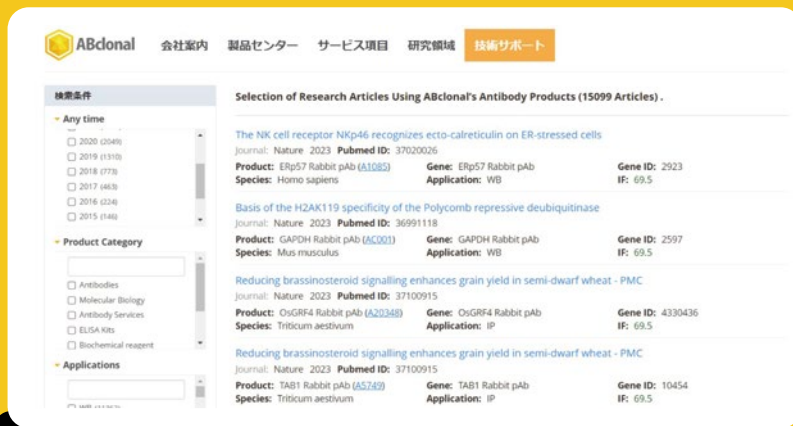 ABclonal
会社案内 製品センター サービス項目 研究領域 技術サポート
検索条件
Any time
2020 (2049)
2019 (1310)
2018 (773)
2017 (463)
2016 (224)
2015 (146)
Product Category
Antibodies
Molecular Biology
Antibody Services
ELISA Kits
Biochemical reagent
Applications
Selection of Research Articles Using ABclonal's Antibody Products (15099 Articles) .
The NK cell receptor NKp46 recognizes ecto-calreticulin on ER-stressed cells
Journal: Nature 2023 Pubmed ID: 37020026
Product: ERp57 Rabbit pAb (A1085) Gene: ERp57 Rabbit pAb Gene ID: 2923
Species: Homo sapiens Application: WB IF: 69.5
Basis of the H2AK119 specificity of the Polycomb repressive deubiquitinase
Journal: Nature 2023 Pubmed ID: 36991118
Product: GAPDH Rabbit pAb (AC001) Gene: GAPDH Rabbit pAb Gene ID: 2597
Species: Mus musculus Application: WB IF: 69.5
Reducing brassinosteroid signalling enhances grain yield in semi-dwarf wheat - PMC
Journal: Nature 2023 Pubmed ID: 37100915
Product: OsGRF4 Rabbit pAb (A20348) Gene: OsGRF4 Rabbit pAb Gene ID: 4330436
Species: Triticum aestivum Application: IP IF: 69.5
Reducing brassinosteroid signalling enhances grain yield in semi-dwarf wheat - PMC
Journal: Nature 2023 Pubmed ID: 37100915
Product: TAB1 Rabbit pAb (A5749) Gene: TAB1 Rabbit pAb Gene ID: 10454
Species: Triticum aestivum Application: IP IF: 69.5